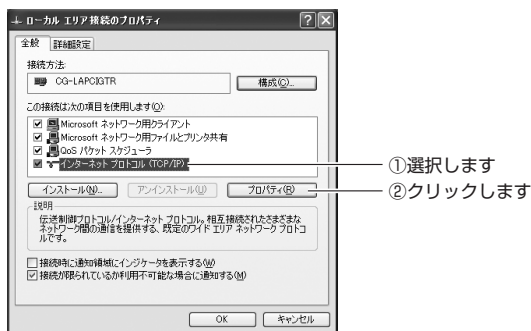 ローカル エリア接続のプロパティ
全般 詳細設定
接続方法:
CG-LAPCIGTR
構成(C)...
この接続は次の項目を使用します(O):
Microsoft ネットワーク用クライアント
Microsoft ネットワーク用ファイルとプリンタ共有
QoS パケット スケジューラ
インターネット プロトコル (TCP/IP)
①選択します
インストール(N)... アンインストール(U) プロパティ(R)
②クリックします
説明
伝送制御プロトコル/インターネット プロトコル。相互接続されたさまざまな
ネットワーク間の通信を提供する、既定のワイド エリア ネットワーク プロトコ
ルです。
接続時に通知領域にインジケータを表示する(W)
接続が限られているか利用不可能な場合に通知する(M)
OK キャンセル